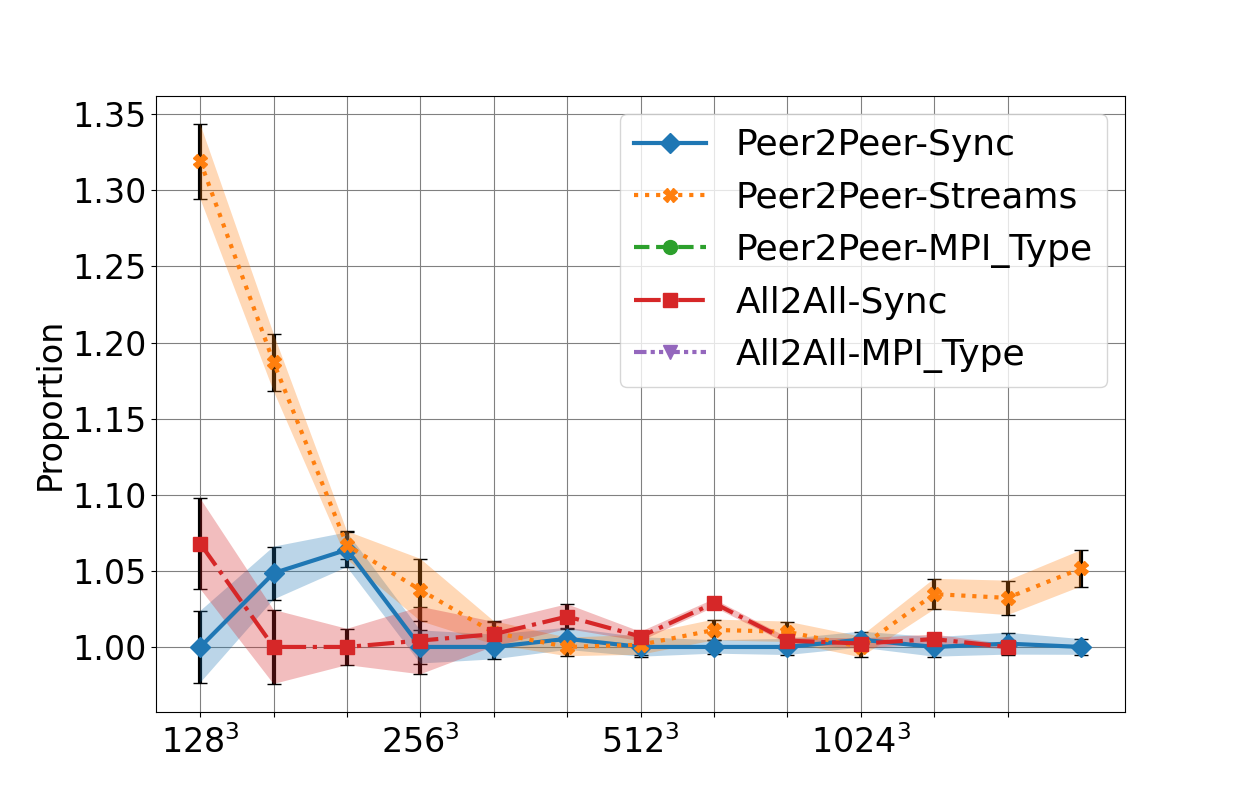 1.35
1.30
1.25
1.20
1.15
1.10
1.05
1.00
Proportion
Peer2Peer-Sync
Peer2Peer-Streams
Peer2Peer-MPI_Type
All2All-Sync
All2All-MPI_Type
128³ 256³ 512³ 1024³